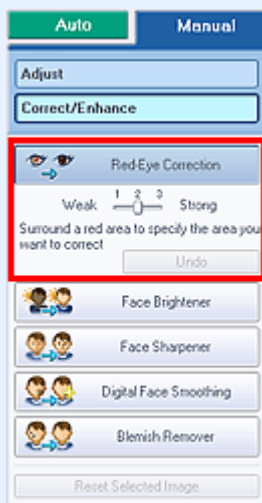 Auto Manual
Adjust
Correct/Enhance
Red-Eye Correction
1 2 3
Weak Strong
Surround a red area to specify the area you
want to correct
Undo
Face Brightener
Face Sharpener
Digital Face Smoothing
Blemish Remover
Reset Selected Image